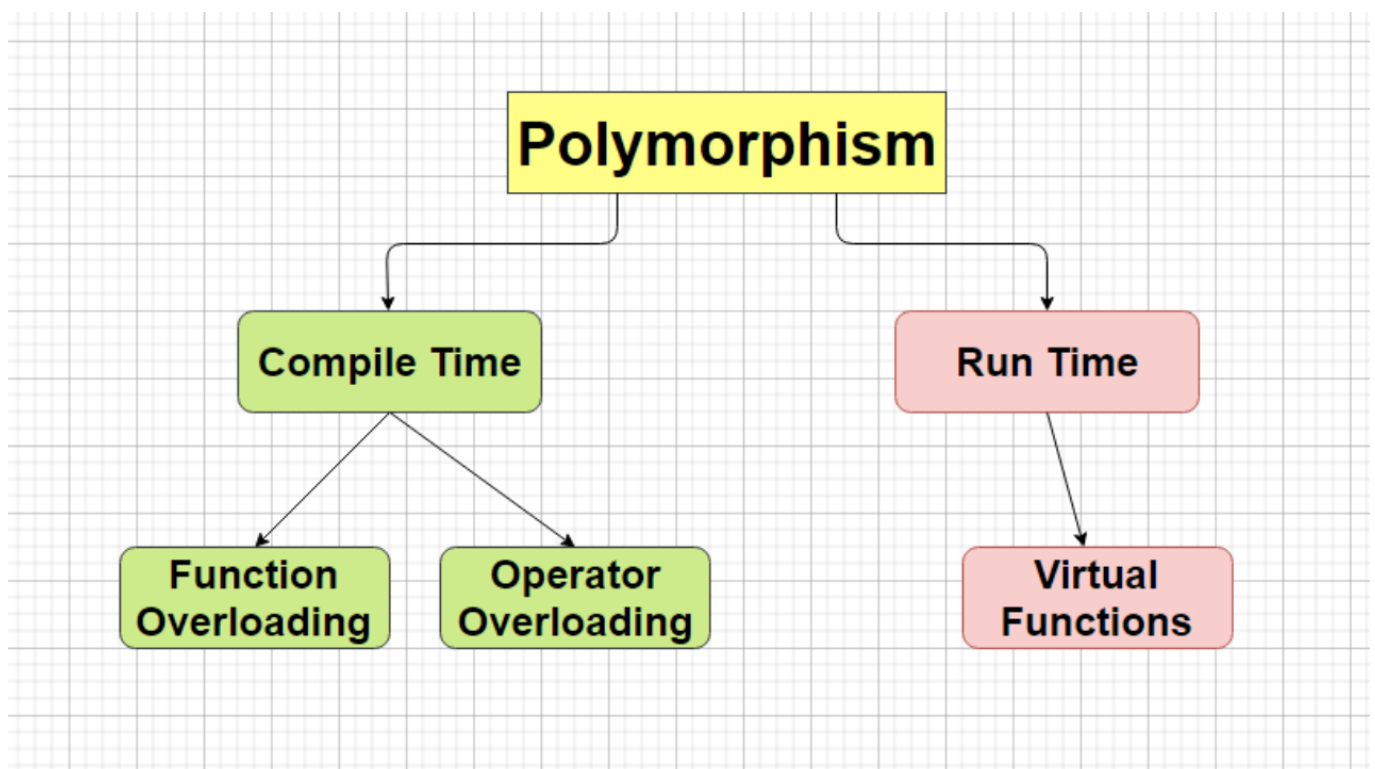 Polymorphism
Compile Time
Run Time
Function
Overloading
Operator
Overloading
Virtual
Functions